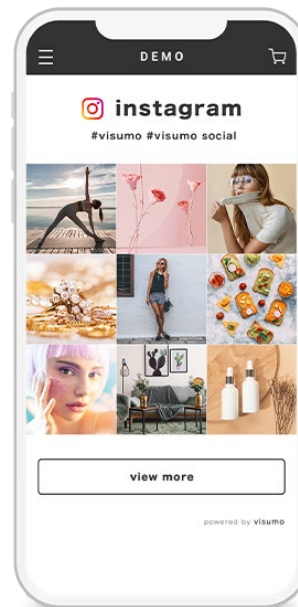 DEMO
instagram
#visumo #visumo social
view more
powered by visumo